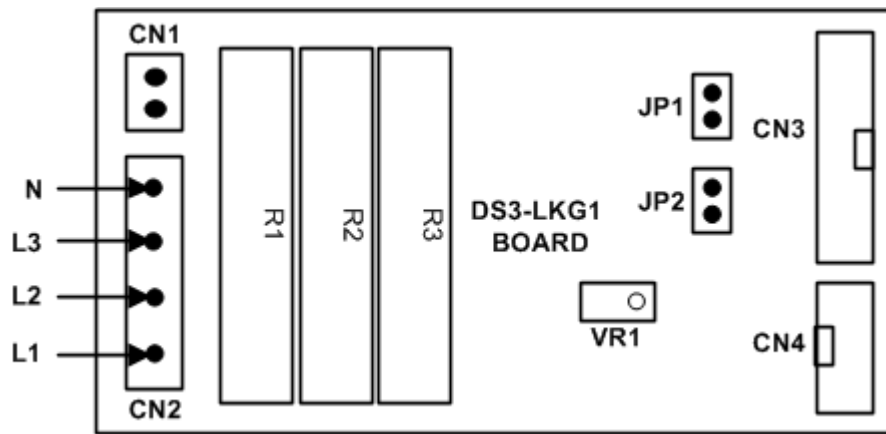 CN1
N
L3
L2
L1
CN2
R1
R2
R3
DS3-LKG1
BOARD
JP1
JP2
VR1
CN3
CN4